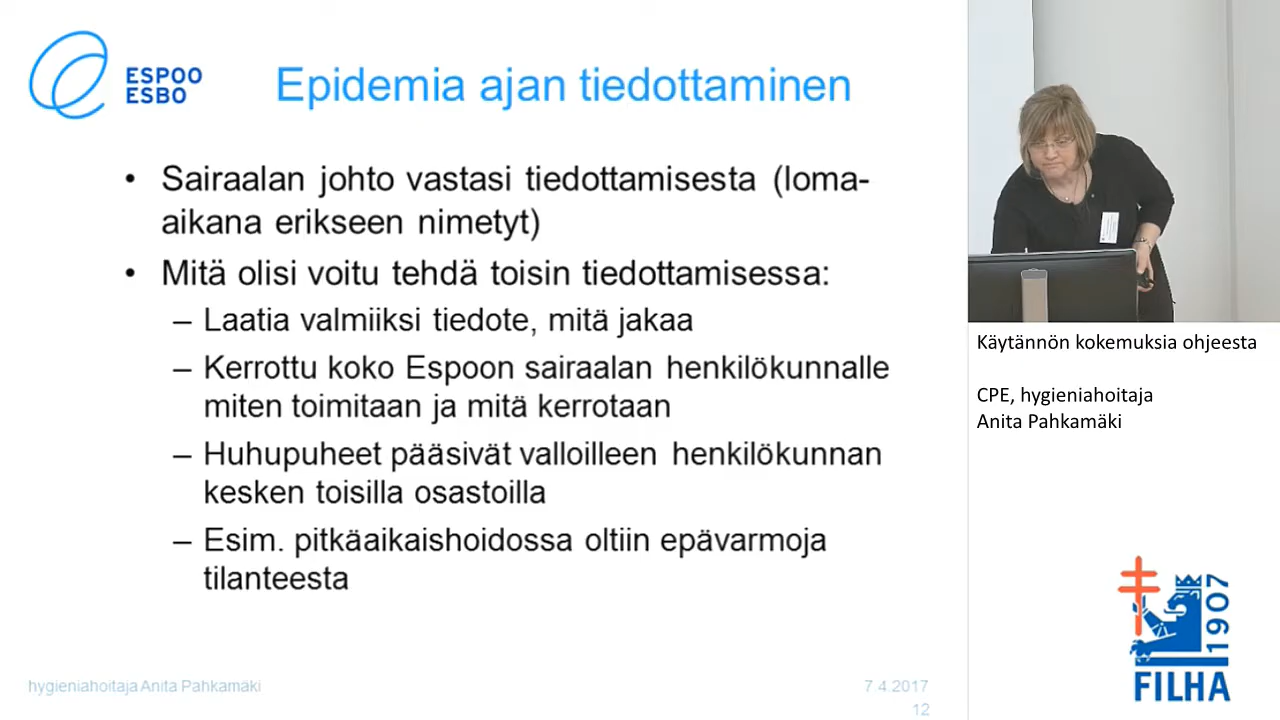 ESPOO
ESBO
Epidemia ajan tiedottaminen
• Sairaalan johto vastasi tiedottamisesta (loma-
aikana erikseen nimetyt)
• Mitä olisi voitu tehdä toisin tiedottamisessa:
– Laatia valmiiksi tiedote, mitä jakaa
– Kerrottu koko Espoon sairaalan henkilökunnalle
miten toimitaan ja mitä kerrotaan
– Huhupuheet pääsivät valloilleen henkilökunnan
kesken toisilla osastoilla
– Esim. pitkäaikaishoidossa oltiin epävarmoja
tilanteesta
hygieniahoitaja Anita Pahkamäki
7 4 2017
12
Käytännön kokemuksia ohjeesta
CPE, hygieniahoitaja
Anita Pahkamäki
1907
FILHA